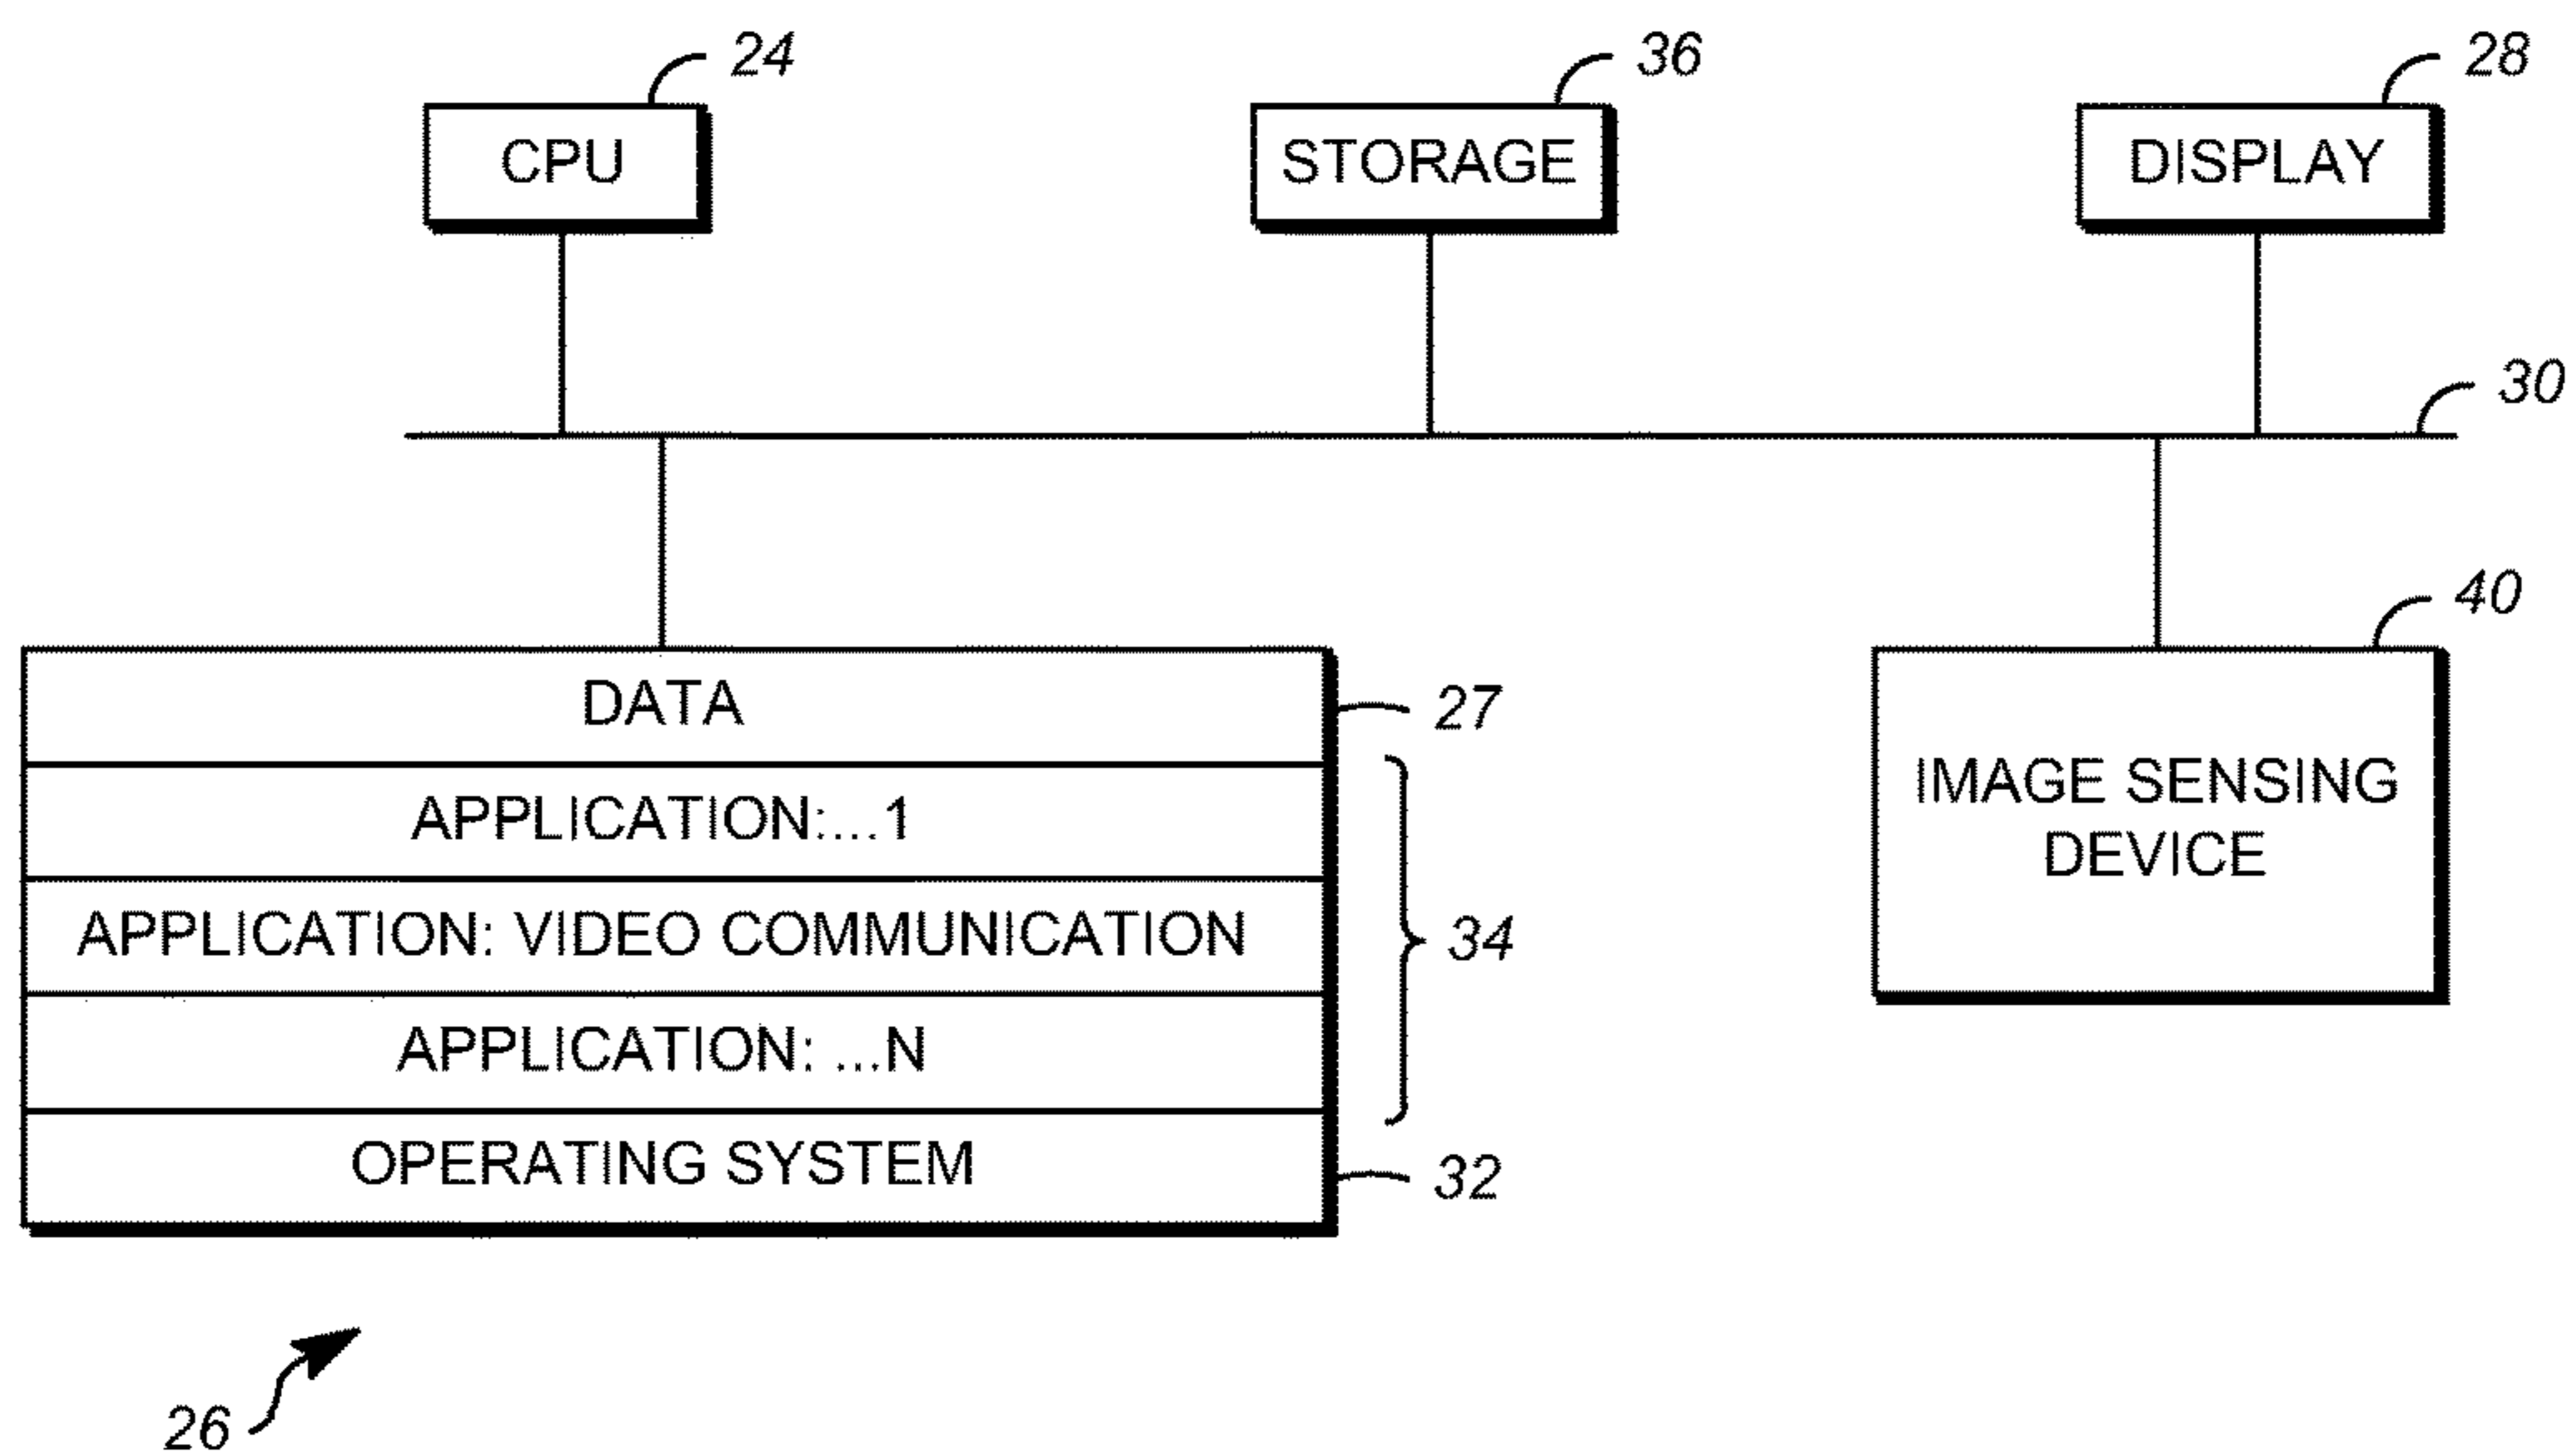 24
36
28
CPU
STORAGE
DISPLAY
30
40
DATA
27
APPLICATION:...1
IMAGE SENSING
DEVICE
APPLICATION: VIDEO COMMUNICATION
34
APPLICATION: ...N
OPERATING SYSTEM
32
26